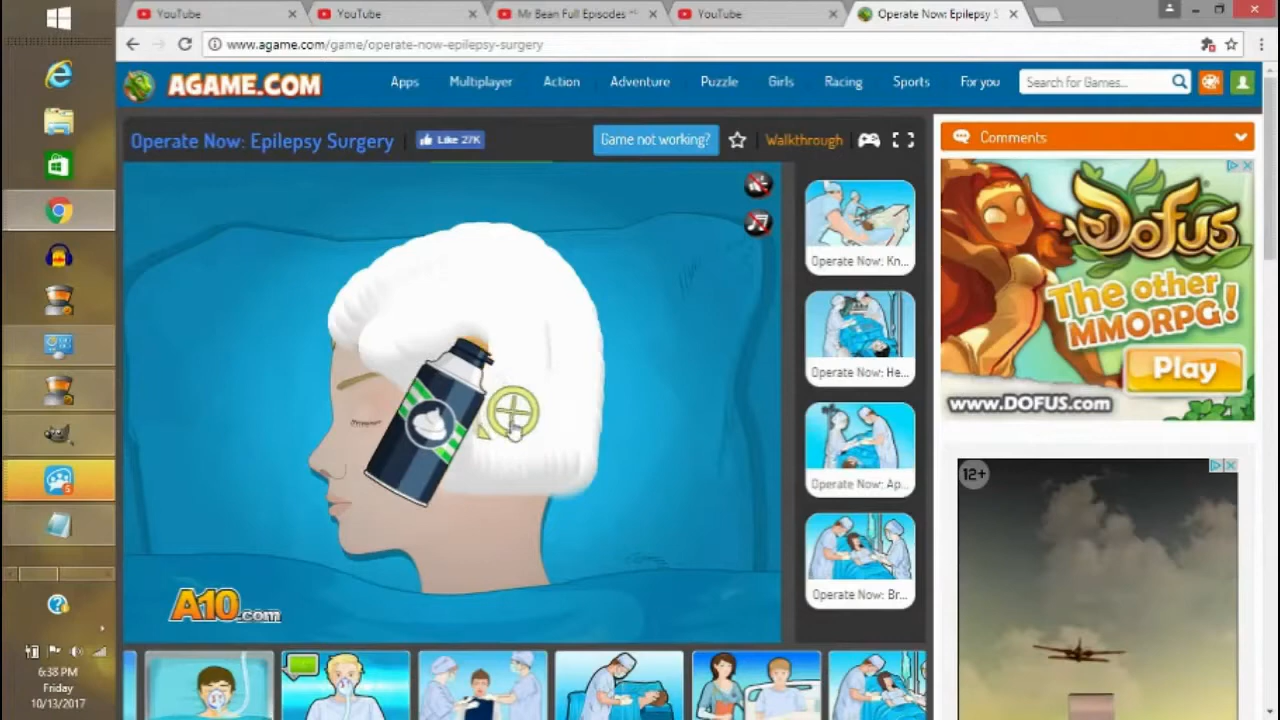 YouTube
YouTube
Mr Bean Full Episodes
YouTube
Operate Now: Epilepsy S
www.agame.com/game/operate-now-epilepsy-surgery
AGAME.COM
Apps
Multiplayer
Action
Adventure
Puzzle
Girls
Racing
Sports
For you
Search for Games...
Operate Now: Epilepsy Surgery
Like 27K
Game not working?
Walkthrough
Comments
Operate Now: Kn...
Operate Now: He...
Operate Now: Ap...
Operate Now: Br...
A10.com
DOFUS
The other
MMORPG!
Play
www.DOFUS.com
12+
6:38 PM
Friday
10/13/2017